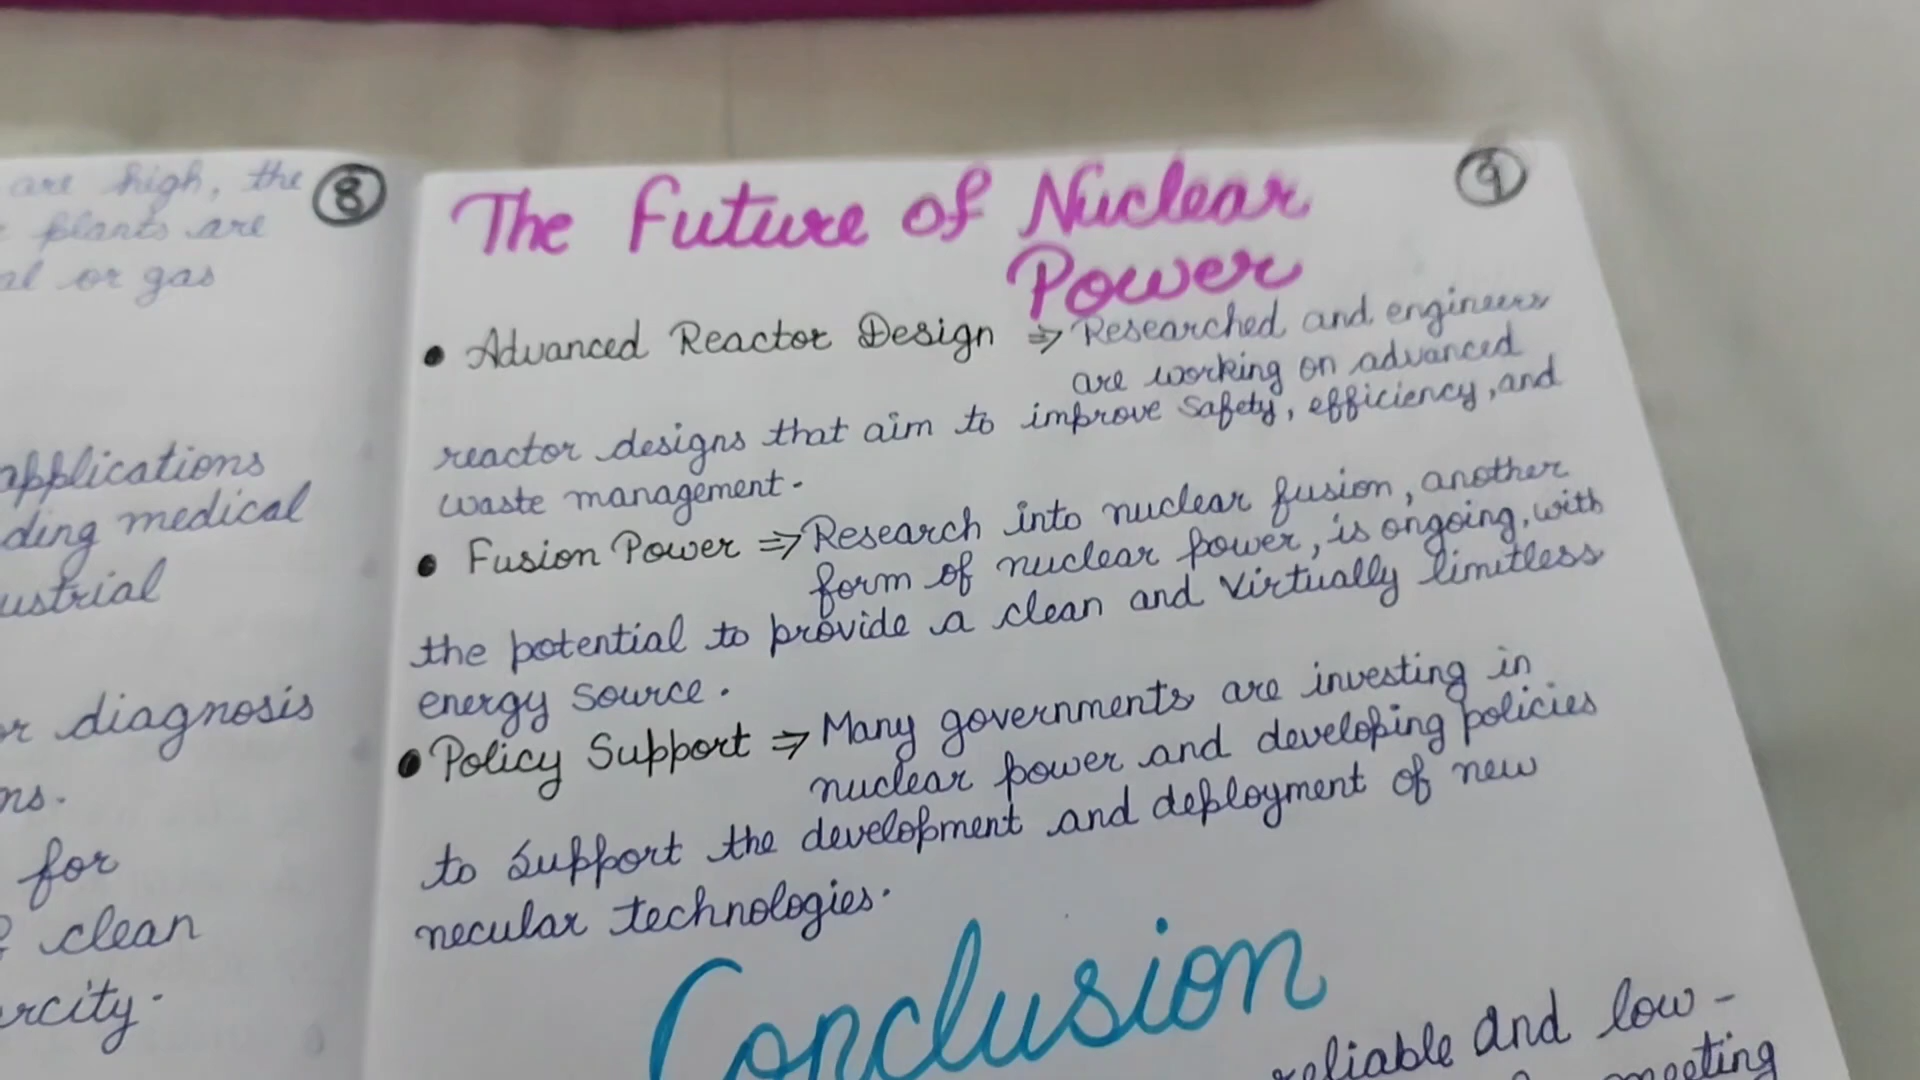 are high, the
plants are
or gas
applications
medical
diagnosis
for
clean
8
9
The Future of Nuclear
Power
• Advanced Reactor Design ⇒ Researched and engineers
are working on advanced
reactor designs that aim to improve safety, efficiency, and
waste management.
• Fusion Power ⇒ Research into nuclear fusion, another
form of nuclear power, is ongoing, with
the potential to provide a clean and virtually limitless
energy source.
• Policy Support ⇒ Many governments are investing in
nuclear power and developing policies
to support the development and deployment of new
necular technologies.
Conclusion
reliable and low-
meeting